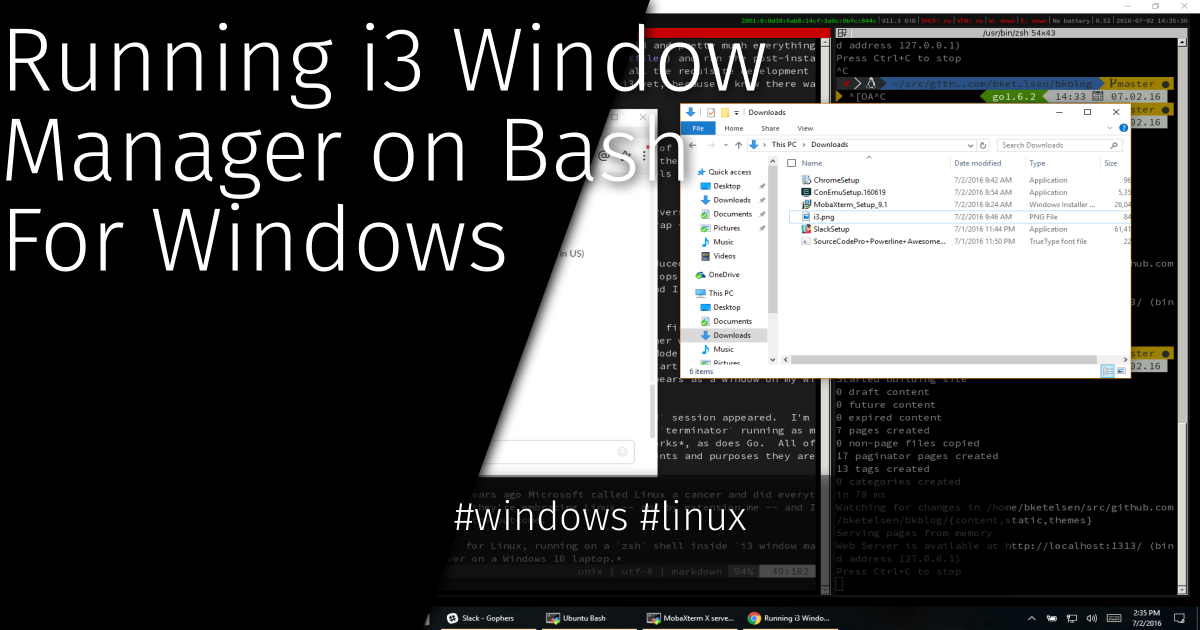 Running i3 Window
Manager on Bash
For Windows
#windows #linux
2001:0:9d38:6ab8:14cf:3a9c:9bfc:844c|911.3 GiB|DHCP: no|VPN: no|W: down|E: down|No battery|0.52|2016-07-02 14:35:30
and pretty much everything
and ran the post-insta
all the requisite development
because I knew there wa
in US)
session appeared. I'm
`terminator` running as m
rks*, as does Go. All of
nts and purposes they are
ears ago Microsoft called Linux a cancer and did everyt
for Linux, running on a `zsh` shell inside `i3 window ma
ver on a Windows 10 laptop.*
unix | utf-8 | markdown 94% 49:102
/usr/bin/zsh 54x43
d address 127.0.0.1)
Press Ctrl+C to stop
^C
~/src/gith….com/bket…lsen/bkblog master
^[OA^C go1.6.2 14:33 07.02.16
Downloads
File Home Share View
This PC > Downloads
Search Downloads
Name Date modified Type Size
Quick access
Desktop
Downloads
Documents
Pictures
Music
Videos
OneDrive
This PC
Desktop
Documents
Downloads
Music
Pictures
ChromeSetup 7/2/2016 9:42 AM Application 96
ConEmuSetup.160619 7/2/2016 8:54 AM Application 5,35
MobaXterm_Setup_9.1 7/2/2016 9:24 AM Windows Installer ... 26,04
i3.png 7/2/2016 9:46 AM PNG File 84
SlackSetup 7/1/2016 11:44 PM Application 61,41
SourceCodePro+Powerline+Awesome... 7/1/2016 11:50 PM TrueType font file 22
6 items
Started building site
0 draft content
0 future content
0 expired content
7 pages created
0 non-page files copied
17 paginator pages created
13 tags created
0 categories created
in 78 ms
Watching for changes in /home/bketelsen/src/github.com
/bketelsen/bkblog/{content,static,themes}
Serving pages from memory
Web Server is available at http://localhost:1313/ (bin
d address 127.0.0.1)
Press Ctrl+C to stop
Slack - Gophers
Ubuntu Bash
MobaXterm X serve...
Running i3 Windo...
2:35 PM
7/2/2016